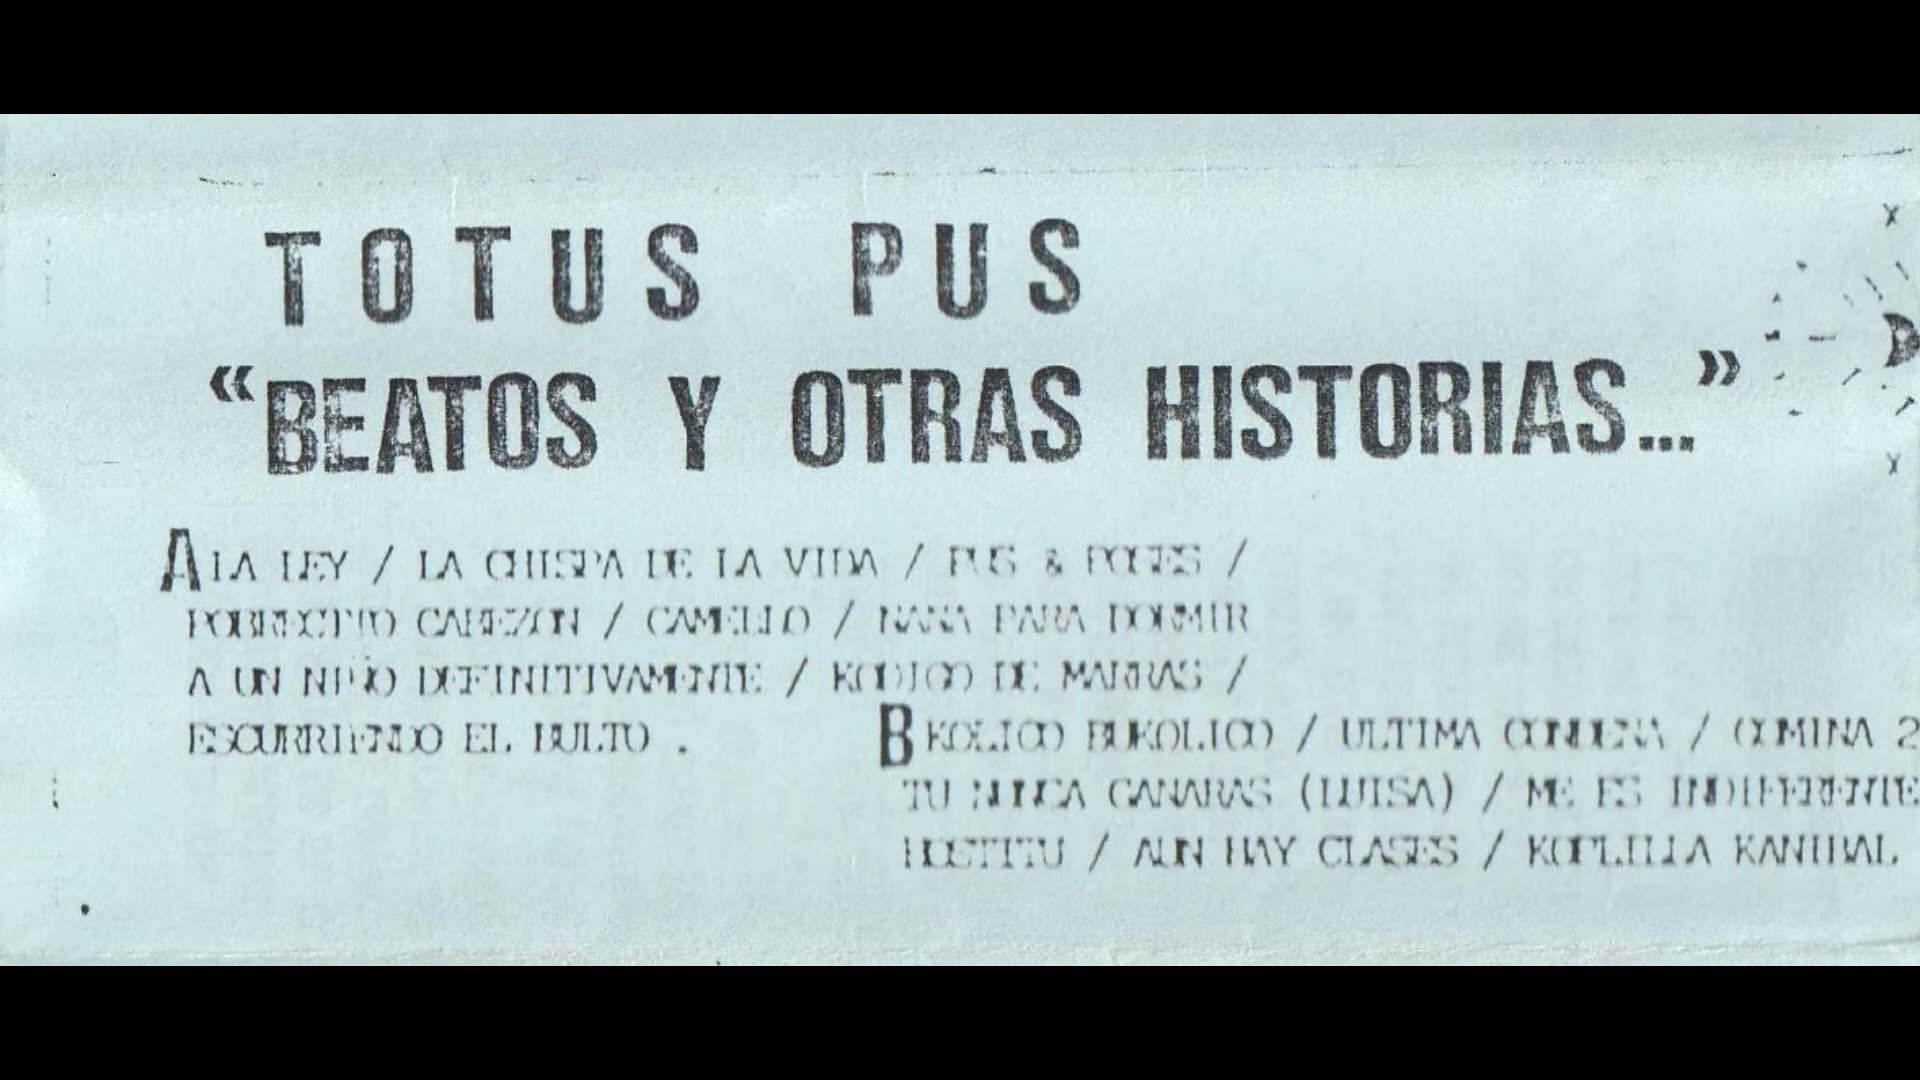 TOTUS PUS
“BEATOS Y OTRAS HISTORIAS...”
A LA LEY / LA CHISPA DE LA VIDA / PUS & POCES /
POBRECITO CABEZON / CAMELLO / NANA PARA DORMIR
A UN NIÑO DEFINITIVAMENTE / KODIGO DE MARRAS /
ESCURRIENDO EL BULTO .
B KOLICO BUKOLICO / ULTIMA CONDENA / COMINA 2
TU NUNCA GANARAS (LUISA) / ME ES INDIFERENTE
HOSTITU / AUN HAY CLASES / KOPLILLA KANIBAL .